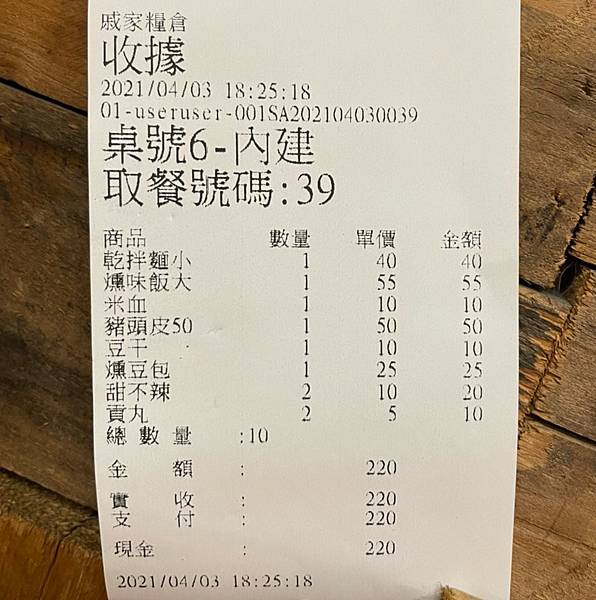 戚家糧倉
收據
2021/04/03 18:25:18
01-useruser-001SA202104030039
桌號6-內建
取餐號碼:39
商品 數量 單價 金額
乾拌麵小 1 40 40
燻味飯大 1 55 55
米血 1 10 10
豬頭皮50 1 50 50
豆干 1 10 10
燻豆包 1 25 25
甜不辣 2 10 20
貢丸 2 5 10
總 數 量 :10
金 額 : 220
實 收 : 220
支 付 : 220
現金 : 220
2021/04/03 18:25:18